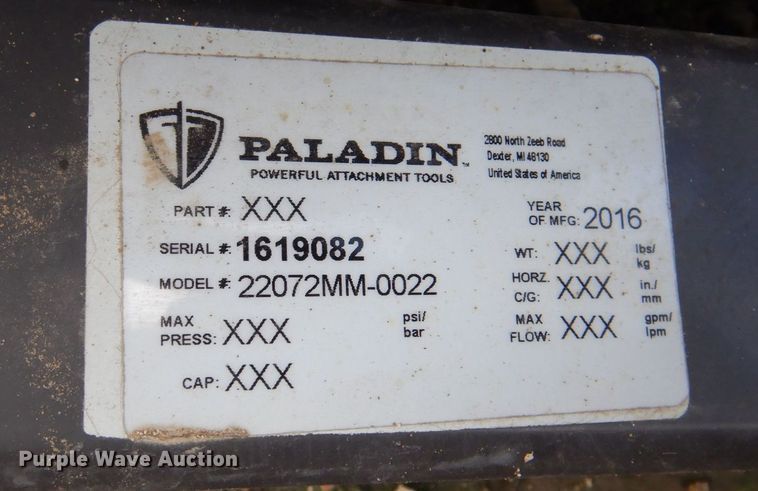 PALADIN™
POWERFUL ATTACHMENT TOOLS
2800 North Zeeb Road
Dexter, MI 48130
United States of America
PART #: XXX
YEAR OF MFG: 2016
SERIAL #: 1619082
WT: XXX lbs/ kg
MODEL #: 22072MM-0022
HORZ. C/G: XXX in./ mm
MAX PRESS: XXX psi/ bar
MAX FLOW: XXX gpm/ lpm
CAP: XXX
Purple Wave Auction